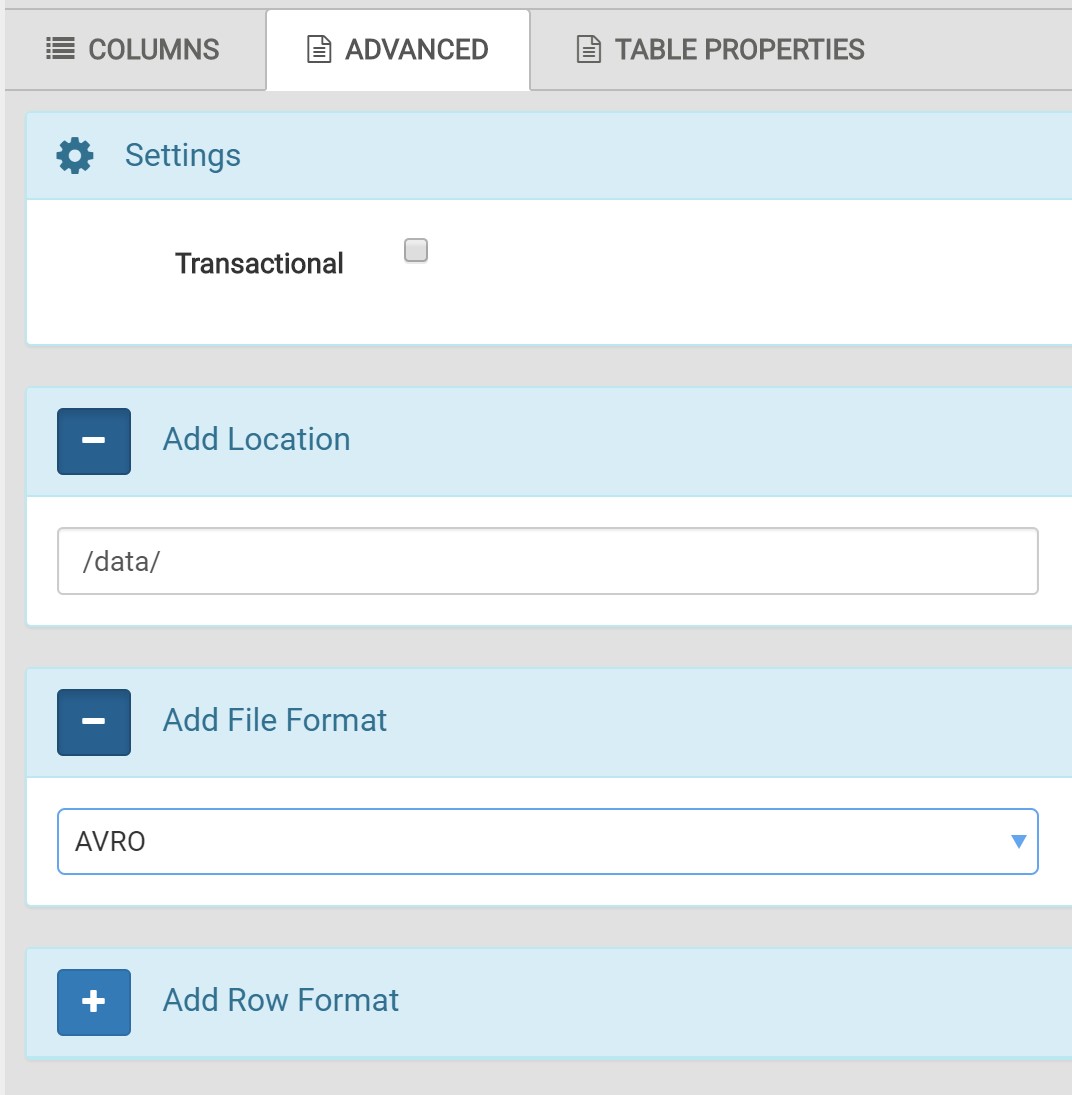 COLUMNS ADVANCED TABLE PROPERTIES
Settings
Transactional
Add Location
/data/
Add File Format
AVRO
Add Row Format